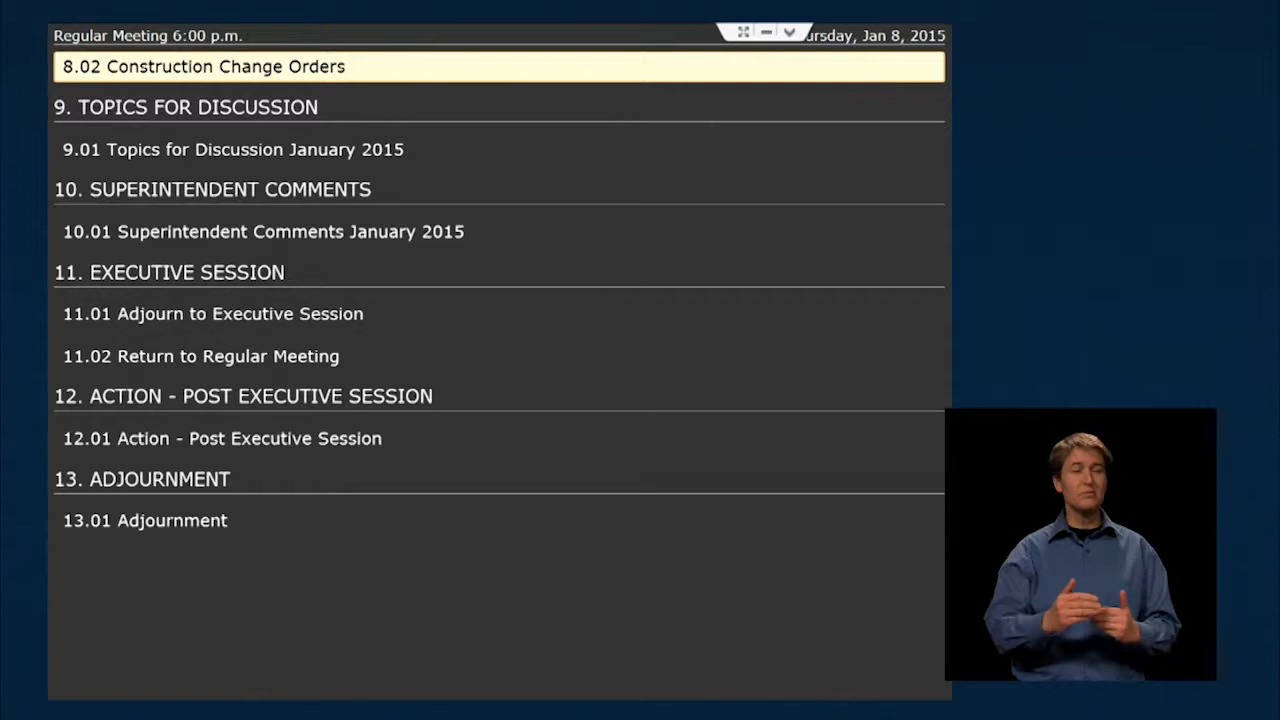 Regular Meeting 6:00 p.m.
ursday, Jan 8, 2015
8.02 Construction Change Orders
9. TOPICS FOR DISCUSSION
9.01 Topics for Discussion January 2015
10. SUPERINTENDENT COMMENTS
10.01 Superintendent Comments January 2015
11. EXECUTIVE SESSION
11.01 Adjourn to Executive Session
11.02 Return to Regular Meeting
12. ACTION - POST EXECUTIVE SESSION
12.01 Action - Post Executive Session
13. ADJOURNMENT
13.01 Adjournment